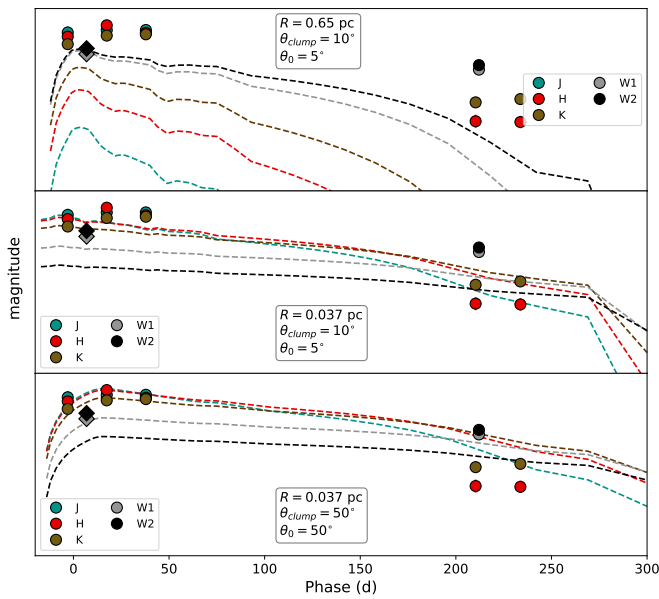 R = 0.65 pc
θclump = 10°
θ0 = 5°
J
H
K
W1
W2
magnitude
R = 0.037 pc
θclump = 10°
θ0 = 5°
J
H
K
W1
W2
R = 0.037 pc
θclump = 50°
θ0 = 50°
J
H
K
W1
W2
0 50 100 150 200 250 300
Phase (d)